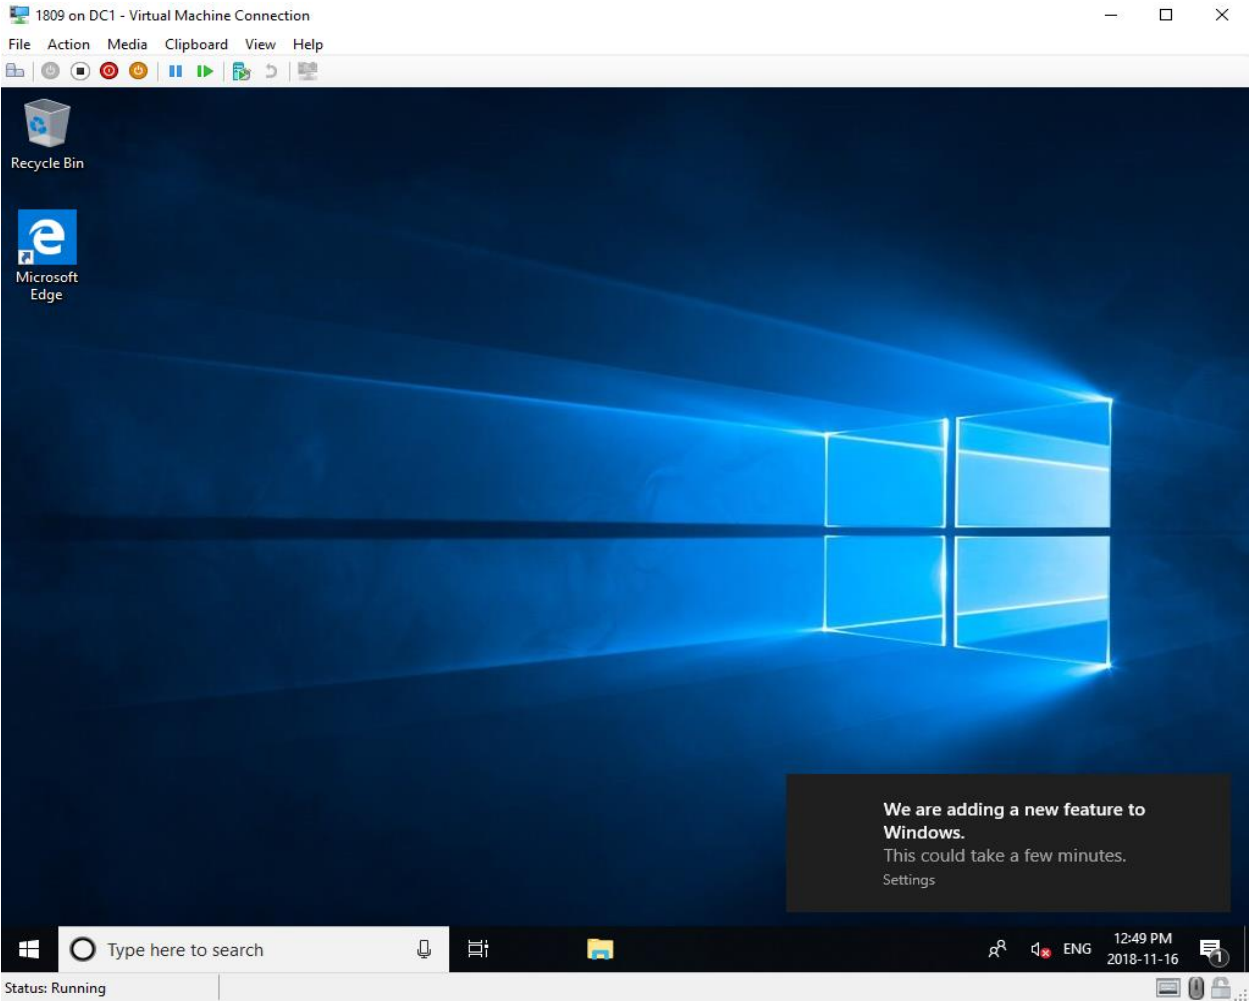 1809 on DC1 - Virtual Machine Connection
File Action Media Clipboard View Help
Recycle Bin
Microsoft
Edge
We are adding a new feature to
Windows.
This could take a few minutes.
Settings
Type here to search
ENG
12:49 PM
2018-11-16
1
Status: Running